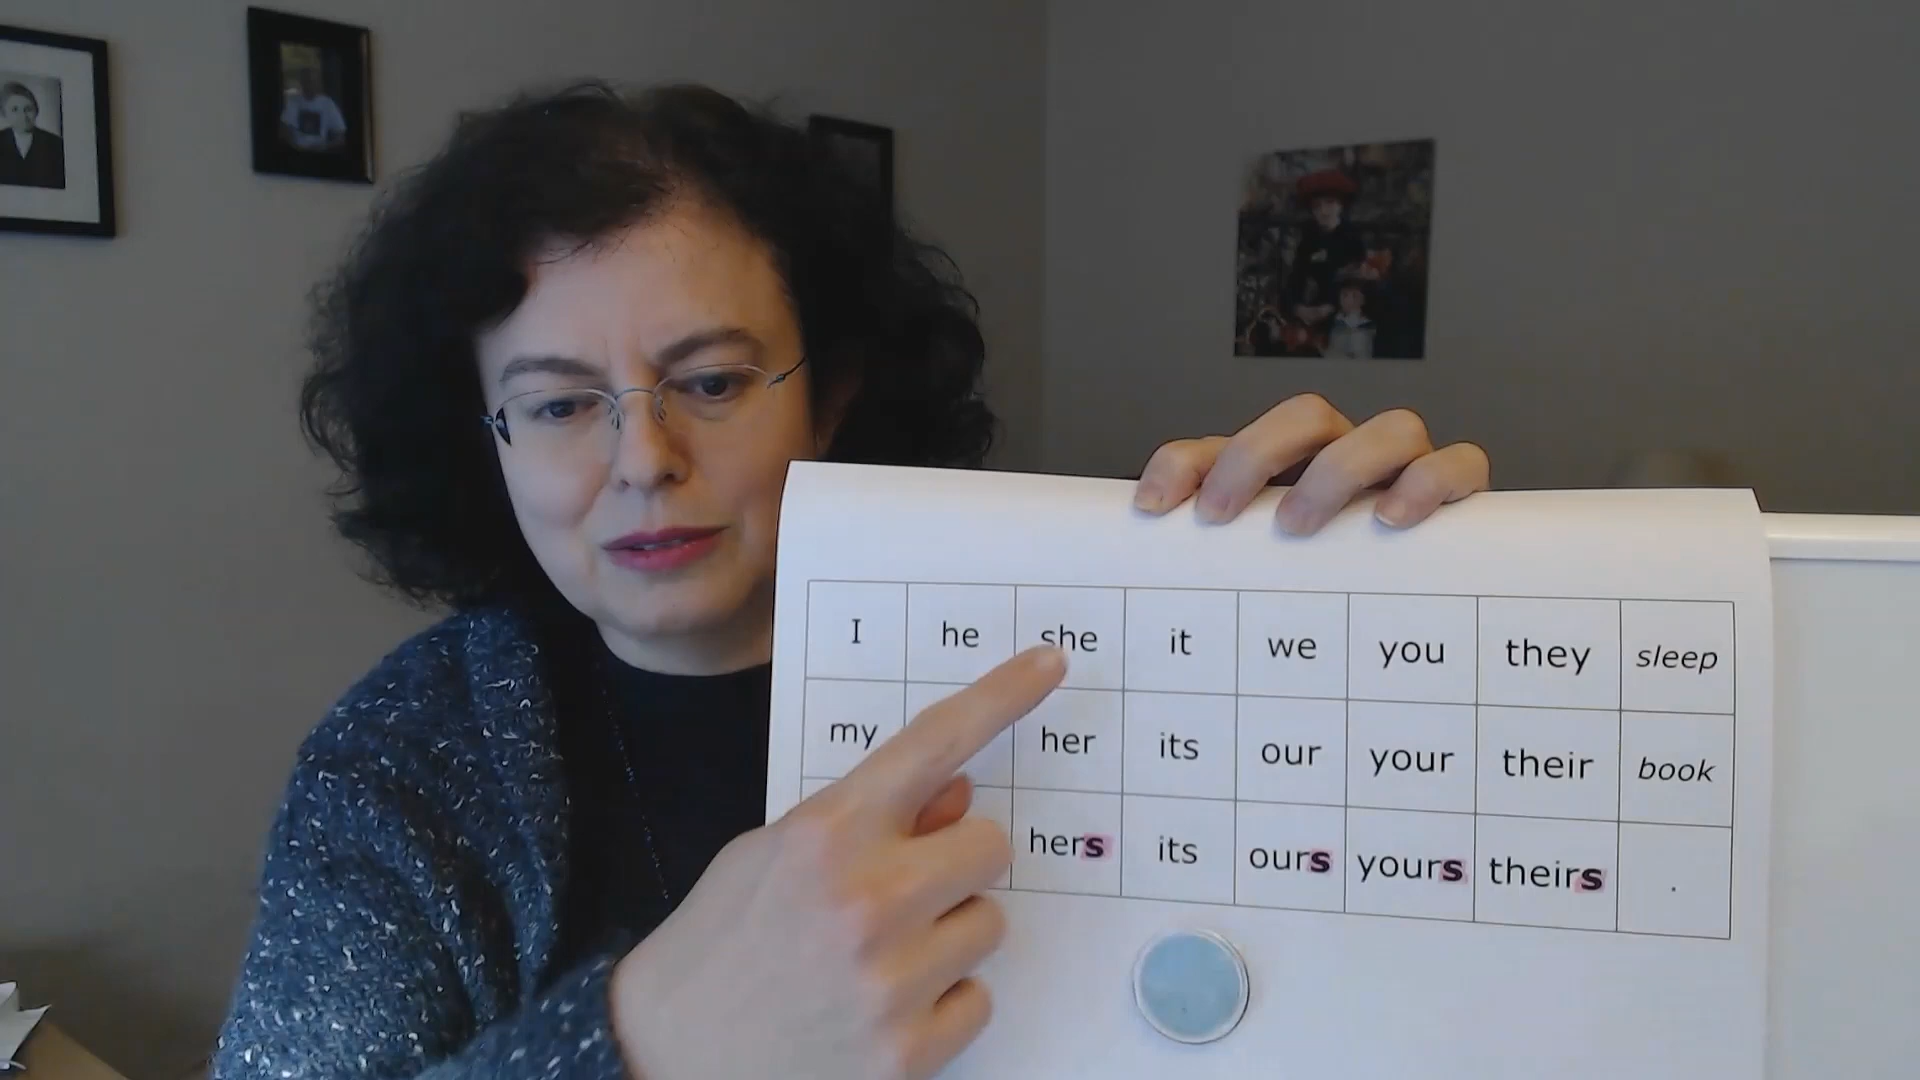 I he she it we you they sleep
my her its our your their book
hers its ours yours theirs .